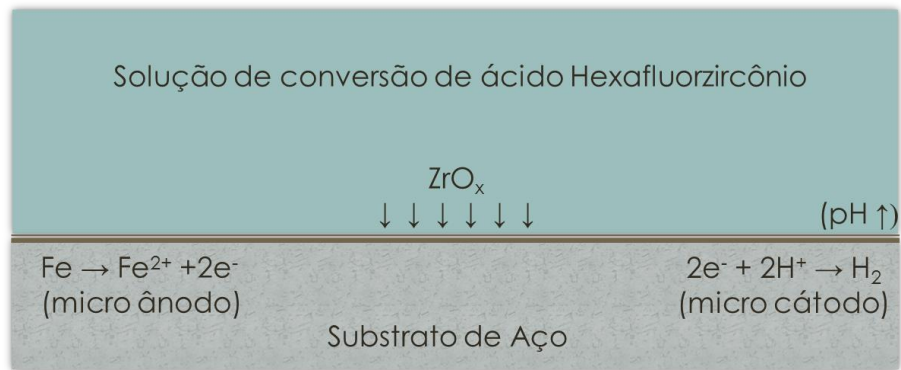 Solução de conversão de ácido Hexafluorzircônio
ZrOₓ
↓ ↓ ↓ ↓ ↓ ↓
(pH ↑)
Fe → Fe²⁺ +2e⁻
(micro ânodo)
2e⁻ + 2H⁺ → H₂
(micro cátodo)
Substrato de Aço